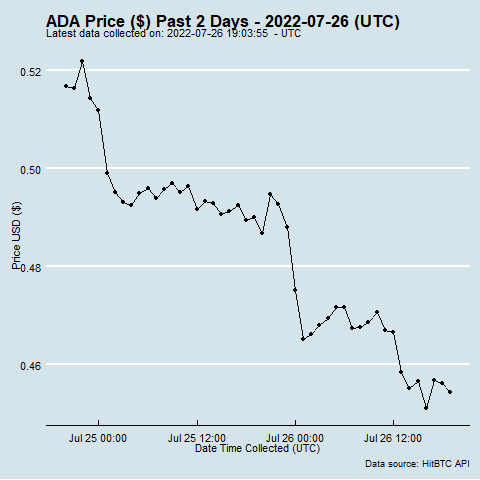 ADA Price ($) Past 2 Days - 2022-07-26 (UTC)
Latest data collected on: 2022-07-26 19:03:55 - UTC
0.52
0.50
0.48
0.46
Price USD ($)
Jul 25 00:00 Jul 25 12:00 Jul 26 00:00 Jul 26 12:00
Date Time Collected (UTC)
Data source: HitBTC API